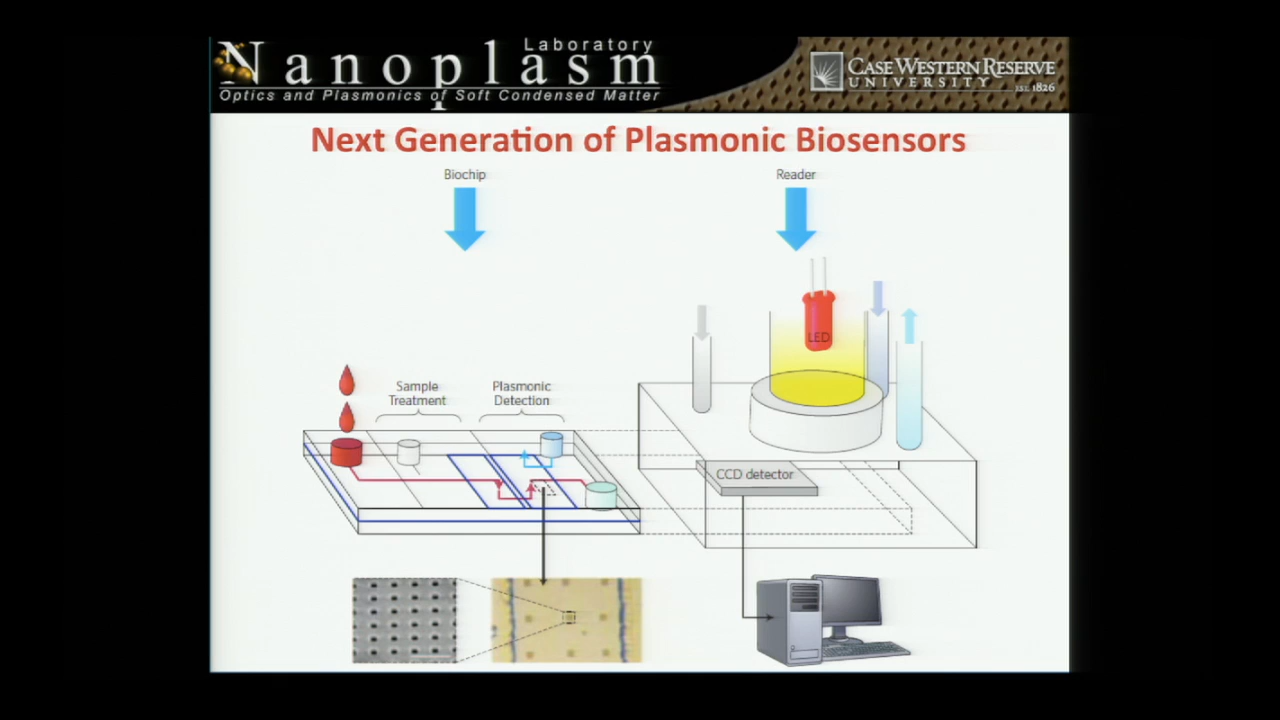 Laboratory
Nanoplasm
Optics and Plasmonics of Soft Condensed Matter
CASE WESTERN RESERVE
UNIVERSITY EST. 1826
Next Generation of Plasmonic Biosensors
Biochip
Reader
LED
Sample
Treatment
Plasmonic
Detection
CCD detector